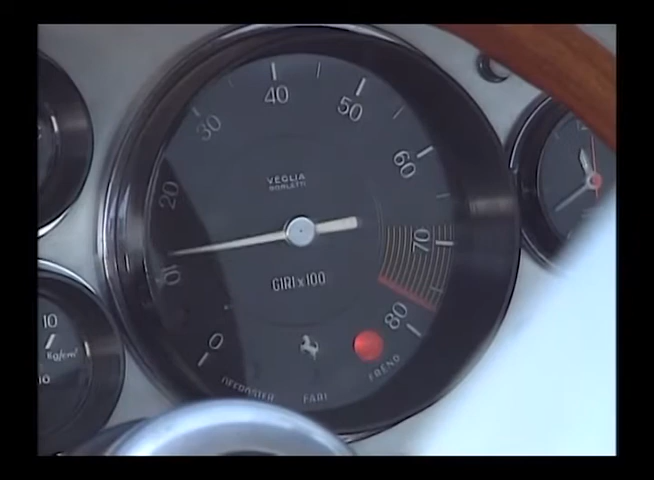 40
50
30
60
VEGLIA
BORLETTI
20
70
10
GIRI x 100
80
0
DEFROSTER
FARI
FRENO
10
Kg/cm²